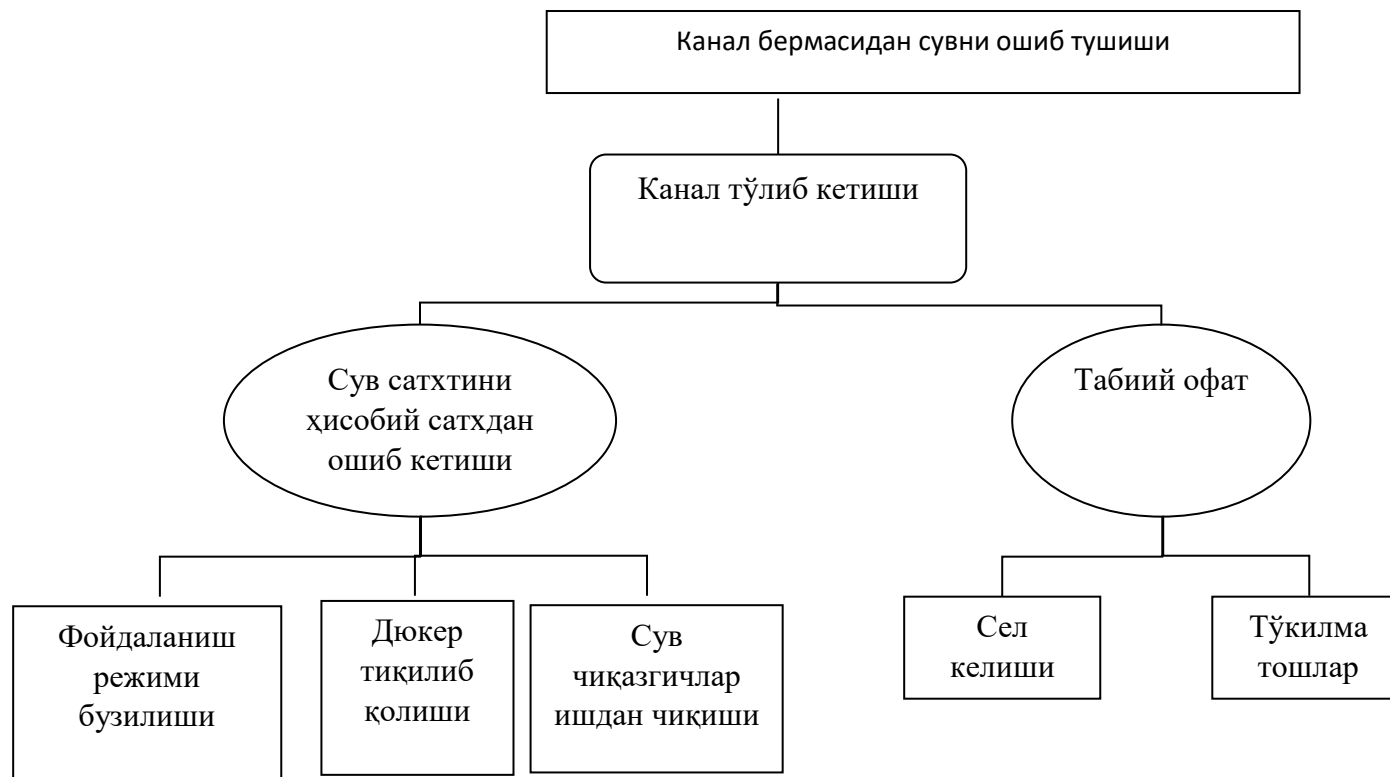 Канал бермасидан сувни ошиб тушиши
Канал тўлиб кетиши
Сув сатхтини
ҳисобий сатхдан
ошиб кетиши
Табиий офат
Фойдаланиш
режими
бузилиши
Дюкер
тиқилиб
қолиши
Сув
чиқазгичлар
ишдан чиқиши
Сел
келиши
Тўкилма
тошлар